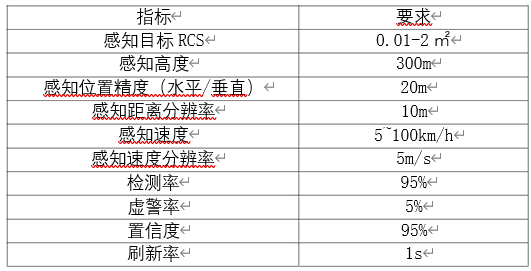 指标 要求
感知目标 RCS 0.01-2 ㎡
感知高度 300m
感知位置精度（水平/垂直） 20m
感知距离分辨率 10m
感知速度 5~100km/h
感知速度分辨率 5m/s
检测率 95%
虚警率 5%
置信度 95%
刷新率 1s